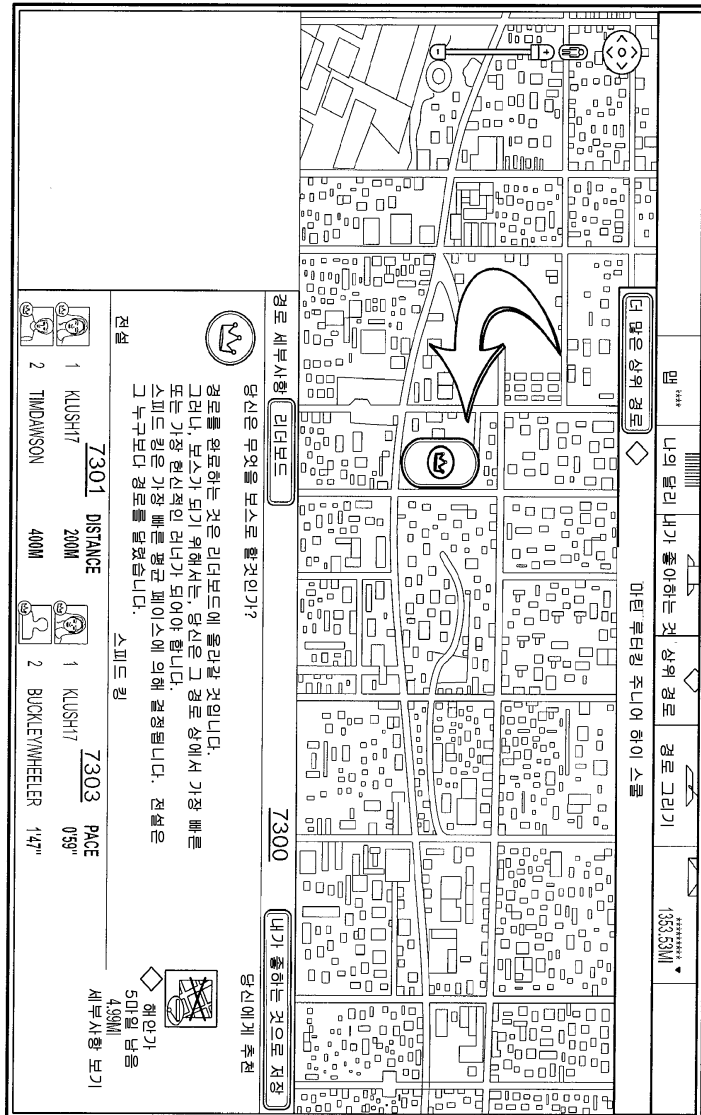 맵 ****
나의 달리
내가 좋아하는 것
상위 경로
경로 그리기
**********
1353.53MI
더 많은 상위 경로
마틴 루터킹 주니어 하이 스쿨
경로 세부사항
리더보드
7300
내가 좋하는 것으로 저장
당신은 무엇을 보스로 할것인가?
경로를 완료하는 것은 리더보드에 올라갈 것입니다.
그러나, 보스가 되기 위해서는, 당신은 그 경로 상에서 가장 빠른
또는 가장 헌신적인 러너가 되어야 합니다.
스피드 킹은 가장 빠른 평균 페이스에 의해 결정됩니다. 전설은
그 누구보다 경로를 달렸습니다.
당신에게 추천
해안가
5마일 남음
4.99MI
세부사항 보기
전설
7301 DISTANCE
1 KLUSH17 200M
2 TIMDAWSON 400M
스피드 킹
7303 PACE
1 KLUSH17 0'59"
2 BUCKLEYWHEELER 1'47"